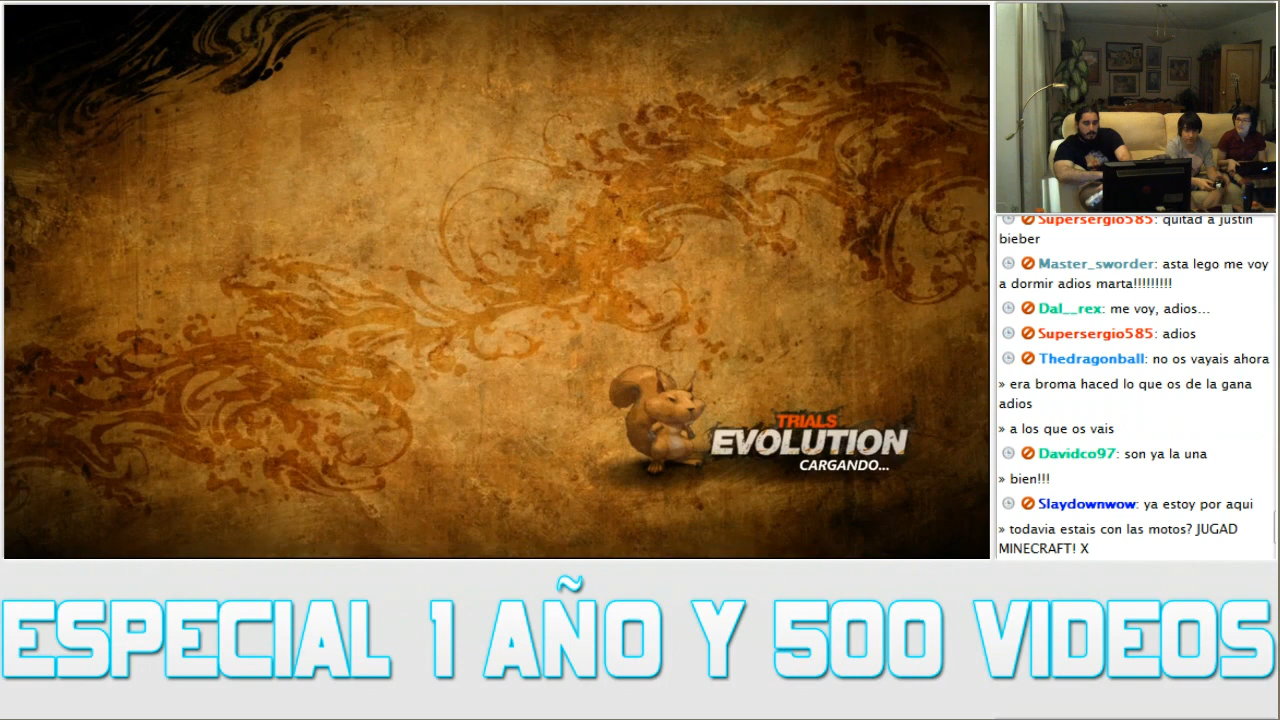 TRIALS
EVOLUTION
CARGANDO...
Supersergio585: quitad a justin
bieber
Master_sworder: asta lego me voy
a dormir adios marta!!!!!!!!!
Dal__rex: me voy, adios...
Supersergio585: adios
Thedragonball: no os vayais ahora
» era broma haced lo que os de la gana
adios
» a los que os vais
Davidco97: son ya la una
» bien!!!
Slaydownwow: ya estoy por aqui
» todavia estais con las motos? JUGAD
MINECRAFT! X
ESPECIAL 1 AÑO Y 500 VIDEOS